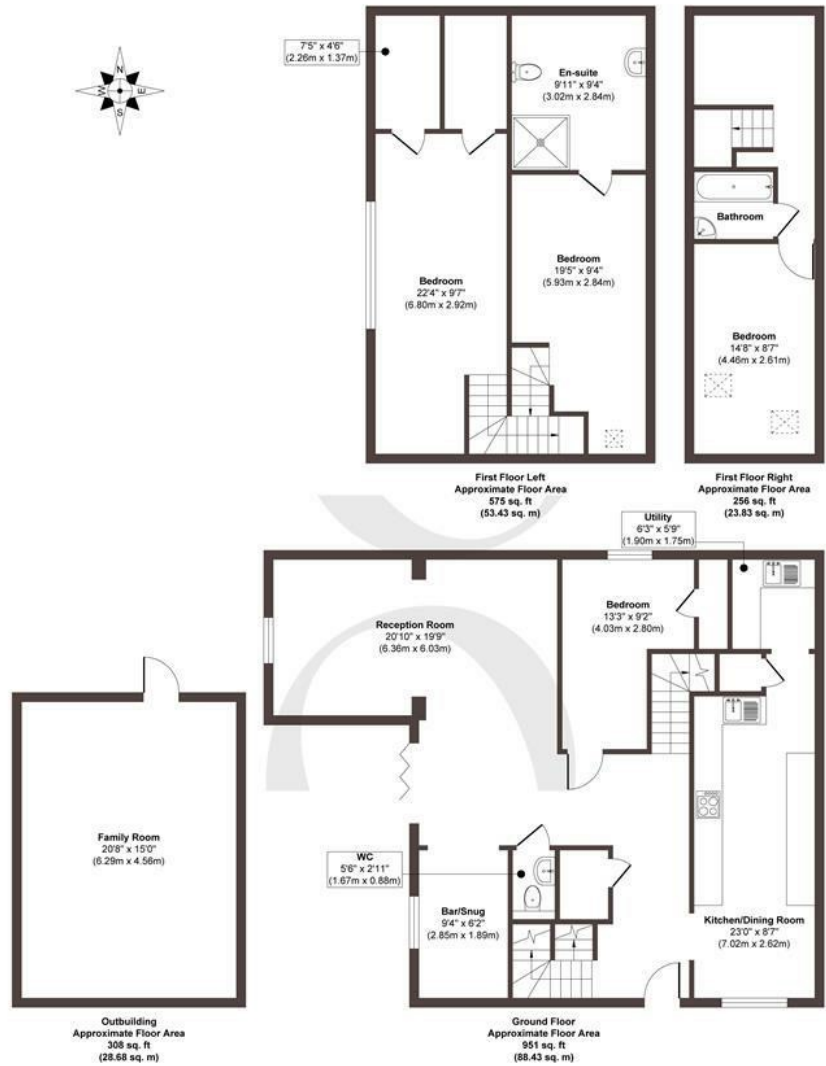 N
W
E
S
7'5" x 4'6"
(2.26m x 1.37m)
En-suite
9'11" x 9'4"
(3.02m x 2.84m)
Bedroom
22'4" x 9'7"
(6.80m x 2.92m)
Bedroom
19'5" x 9'4"
(5.93m x 2.84m)
First Floor Left
Approximate Floor Area
575 sq. ft
(53.43 sq. m)
Bathroom
Bedroom
14'8" x 8'7"
(4.46m x 2.61m)
First Floor Right
Approximate Floor Area
256 sq. ft
(23.83 sq. m)
Utility
6'3" x 5'9"
(1.90m x 1.75m)
Reception Room
20'10" x 19'9"
(6.36m x 6.03m)
Bedroom
13'3" x 9'2"
(4.03m x 2.80m)
Family Room
20'8" x 15'0"
(6.29m x 4.56m)
WC
5'6" x 2'11"
(1.67m x 0.88m)
Bar/Snug
9'4" x 6'2"
(2.85m x 1.89m)
Kitchen/Dining Room
23'0" x 8'7"
(7.02m x 2.62m)
Outbuilding
Approximate Floor Area
308 sq. ft
(28.68 sq. m)
Ground Floor
Approximate Floor Area
951 sq. ft
(88.43 sq. m)